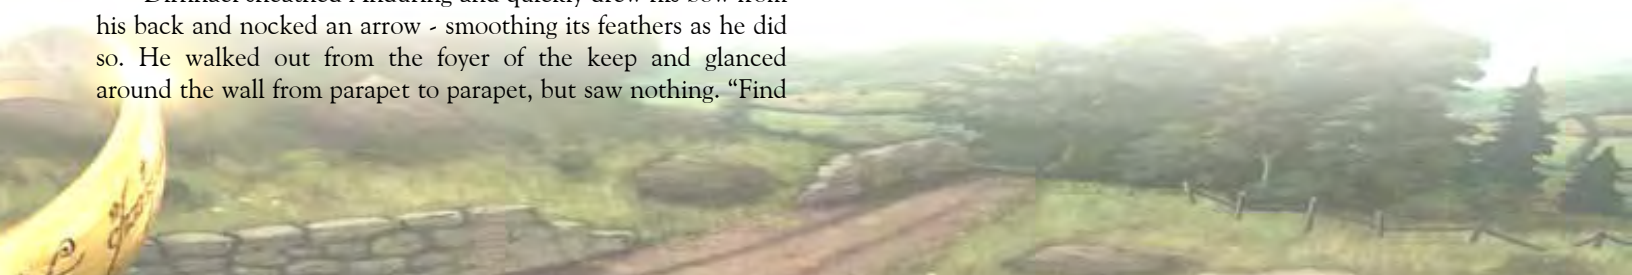 his back and nocked an arrow - smoothing its feathers as he did
so. He walked out from the foyer of the keep and glanced
around the wall from parapet to parapet, but saw nothing. “Find